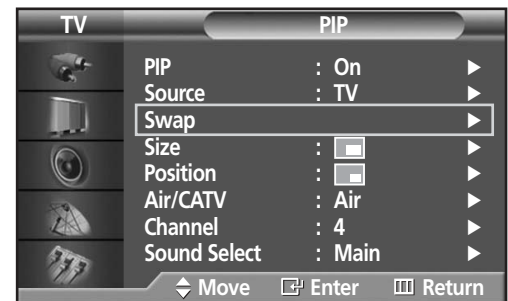 TV PIP
PIP : On
Source : TV
Swap
Size :
Position :
Air/CATV : Air
Channel : 4
Sound Select : Main
Move Enter Return